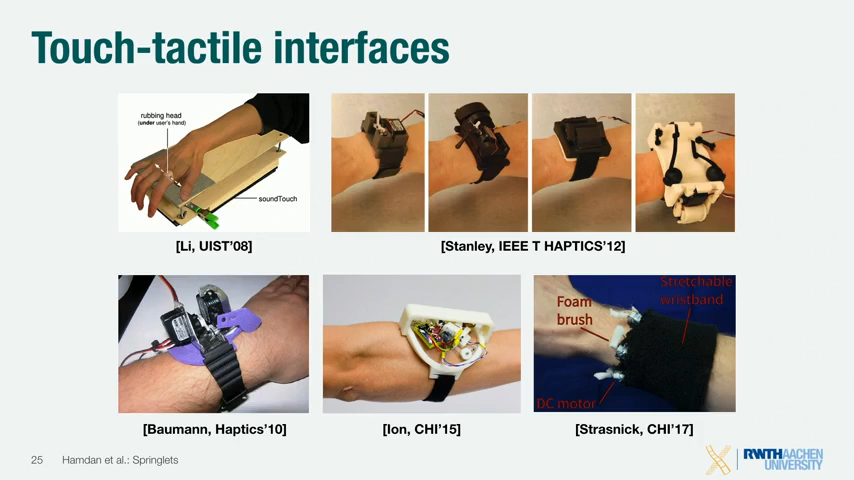 Touch-tactile interfaces
rubbing head
(under user's hand)
soundTouch
[Li, UIST'08]
[Stanley, IEEE T HAPTICS'12]
Stretchable
wristband
Foam
brush
DC motor
[Baumann, Haptics'10]
[Ion, CHI'15]
[Strasnick, CHI'17]
25 Hamdan et al.: Springlets
RWTHAACHEN
UNIVERSITY